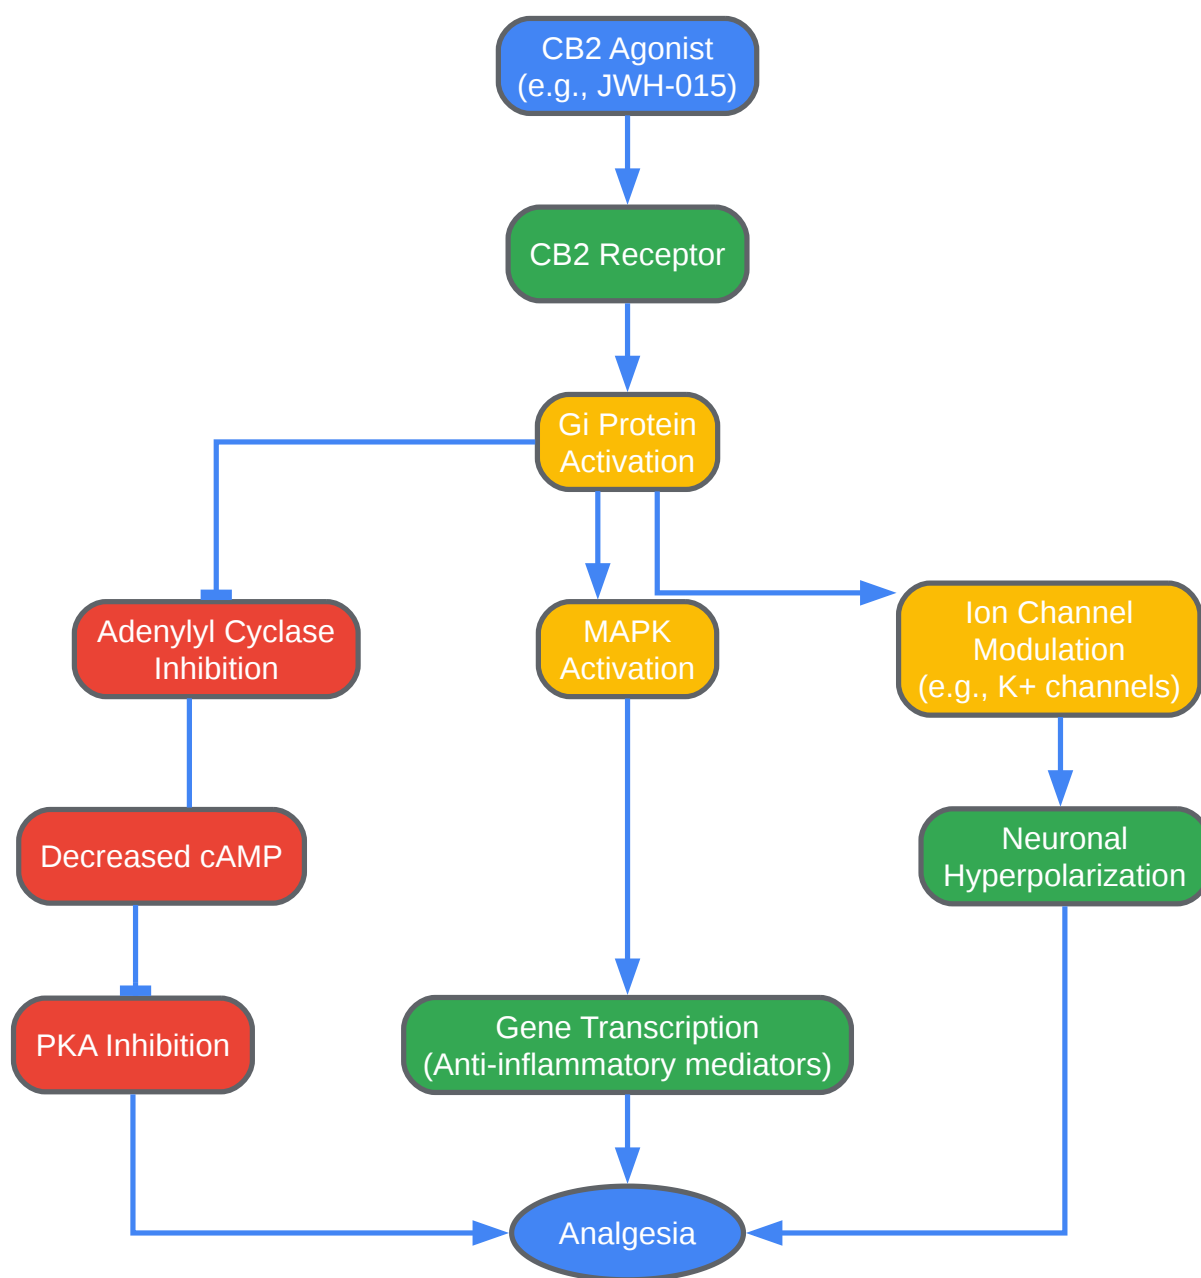 CB2 Agonist
(e.g., JWH-015)
CB2 Receptor
Gi Protein
Activation
Adenylyl Cyclase
Inhibition
MAPK
Activation
Ion Channel
Modulation
(e.g., K+ channels)
Decreased cAMP
Neuronal
Hyperpolarization
PKA Inhibition
Gene Transcription
(Anti-inflammatory mediators)
Analgesia